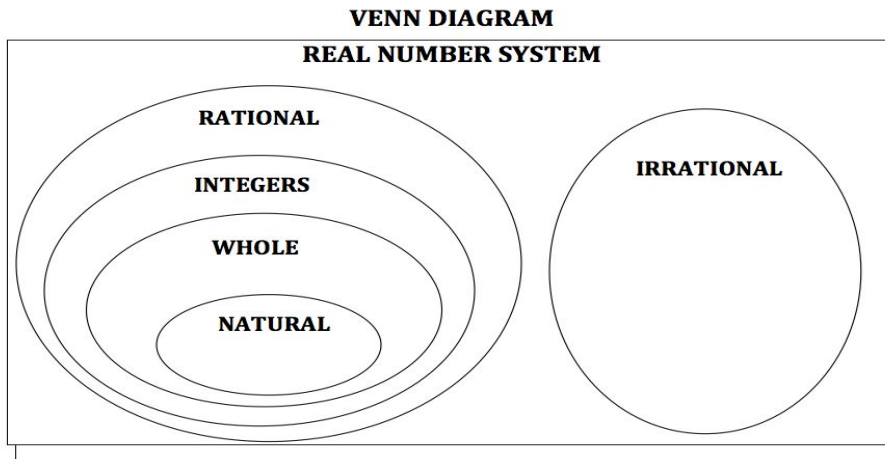 VENN DIAGRAM
REAL NUMBER SYSTEM
RATIONAL
INTEGERS
WHOLE
NATURAL
IRRATIONAL